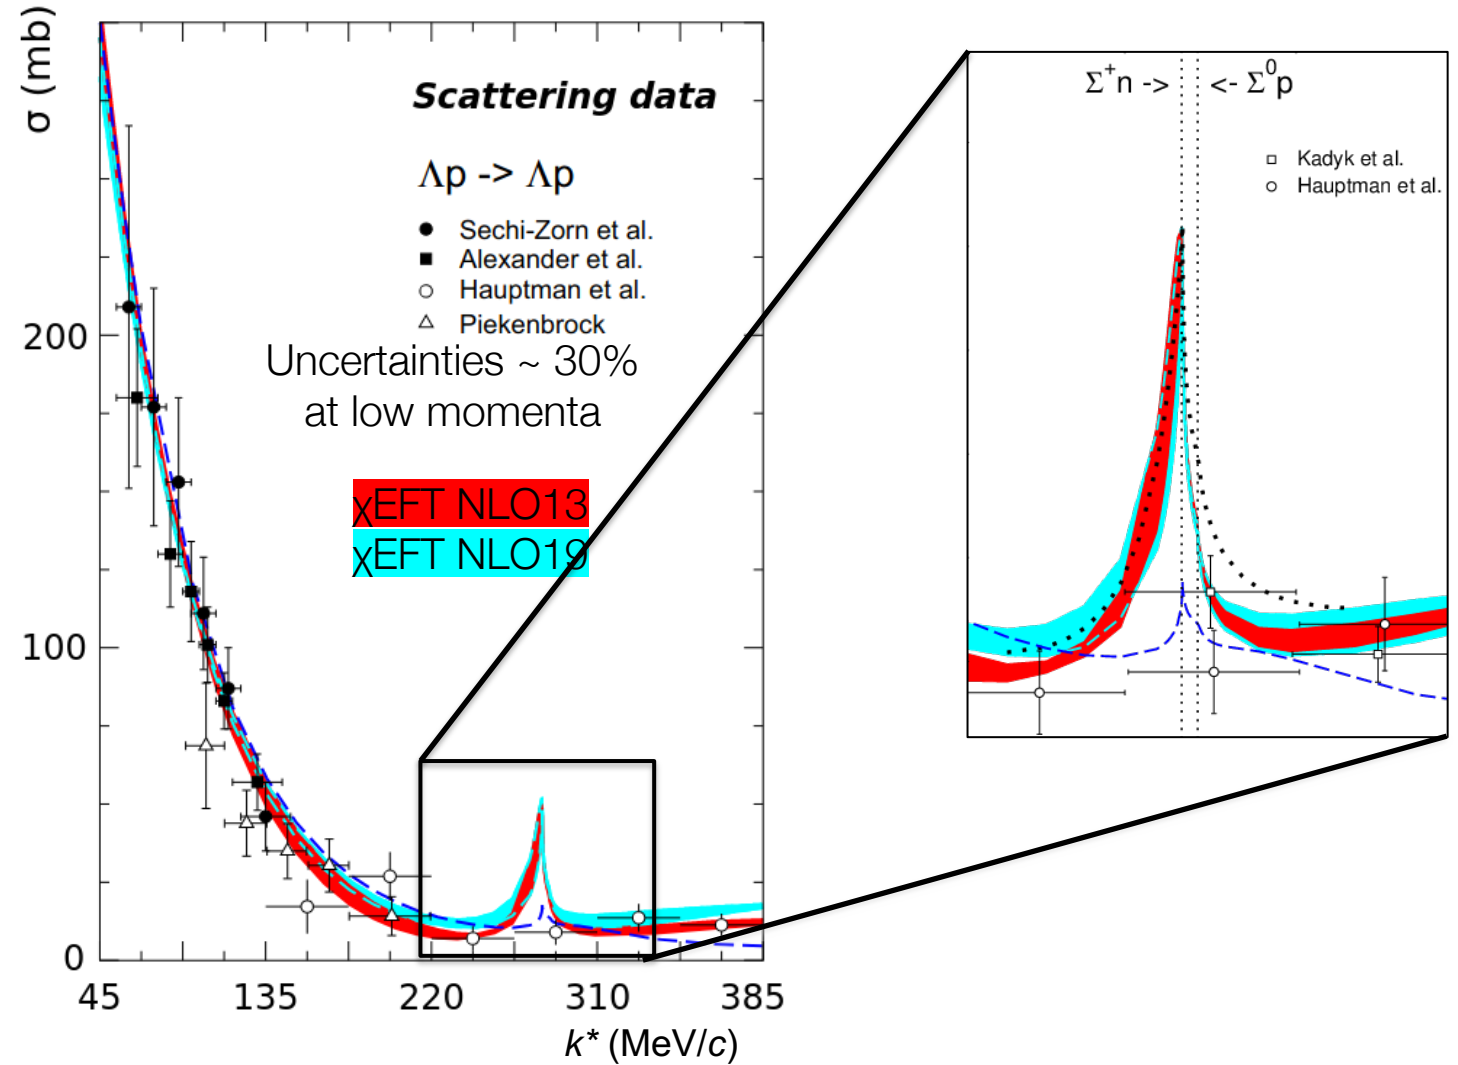 σ (mb)
200
100
0
45 135 220 310 385
k* (MeV/c)
Scattering data
Λp -> Λp
Sechi-Zorn et al.
Alexander et al.
Hauptman et al.
Piekenbrock
Uncertainties ~ 30%
at low momenta
χEFT NLO13
χEFT NLO19
Σ⁺n -> <- Σ⁰p
Kadyk et al.
Hauptman et al.